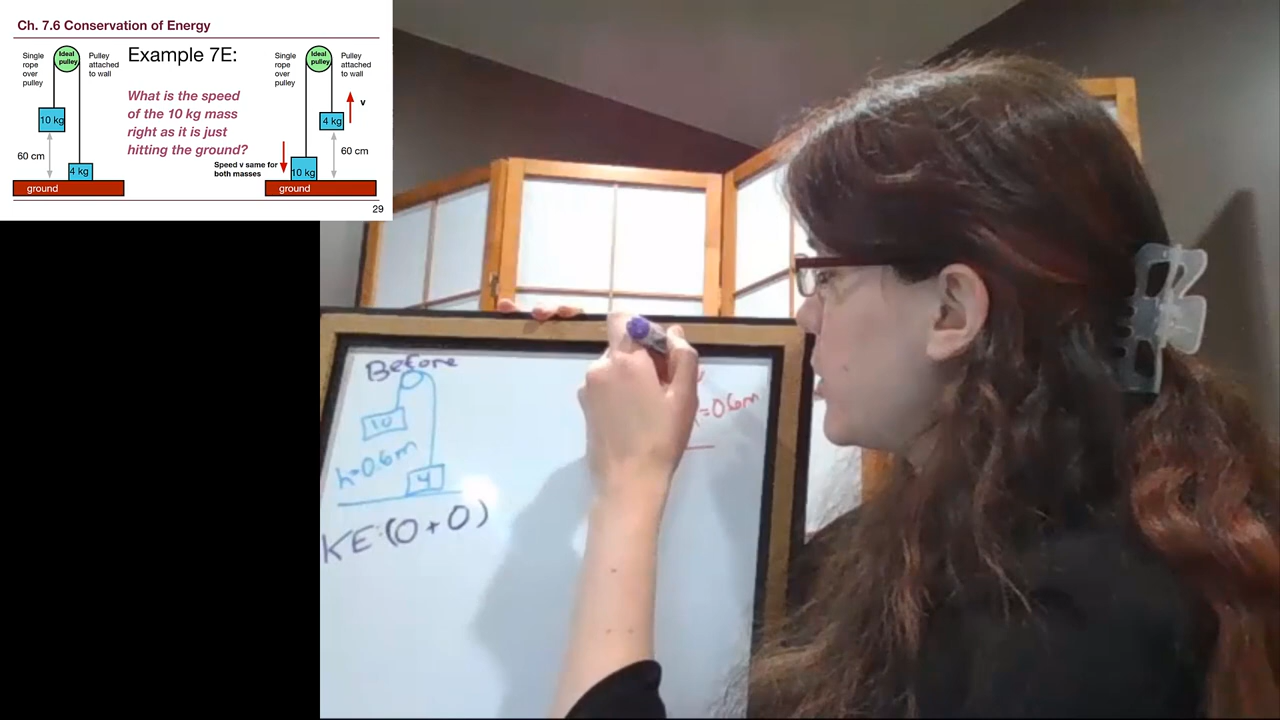 Ch. 7.6 Conservation of Energy
Example 7E:
Single
rope
over
pulley
Ideal
pulley
Pulley
attached
to wall
10 kg
60 cm
4 kg
ground
What is the speed
of the 10 kg mass
right as it is just
hitting the ground?
Single
rope
over
pulley
Ideal
pulley
Pulley
attached
to wall
v
4 kg
60 cm
Speed v same for
both masses
10 kg
ground
29
Before
10
h=0.6m
4
KE:(0+0)
=06m